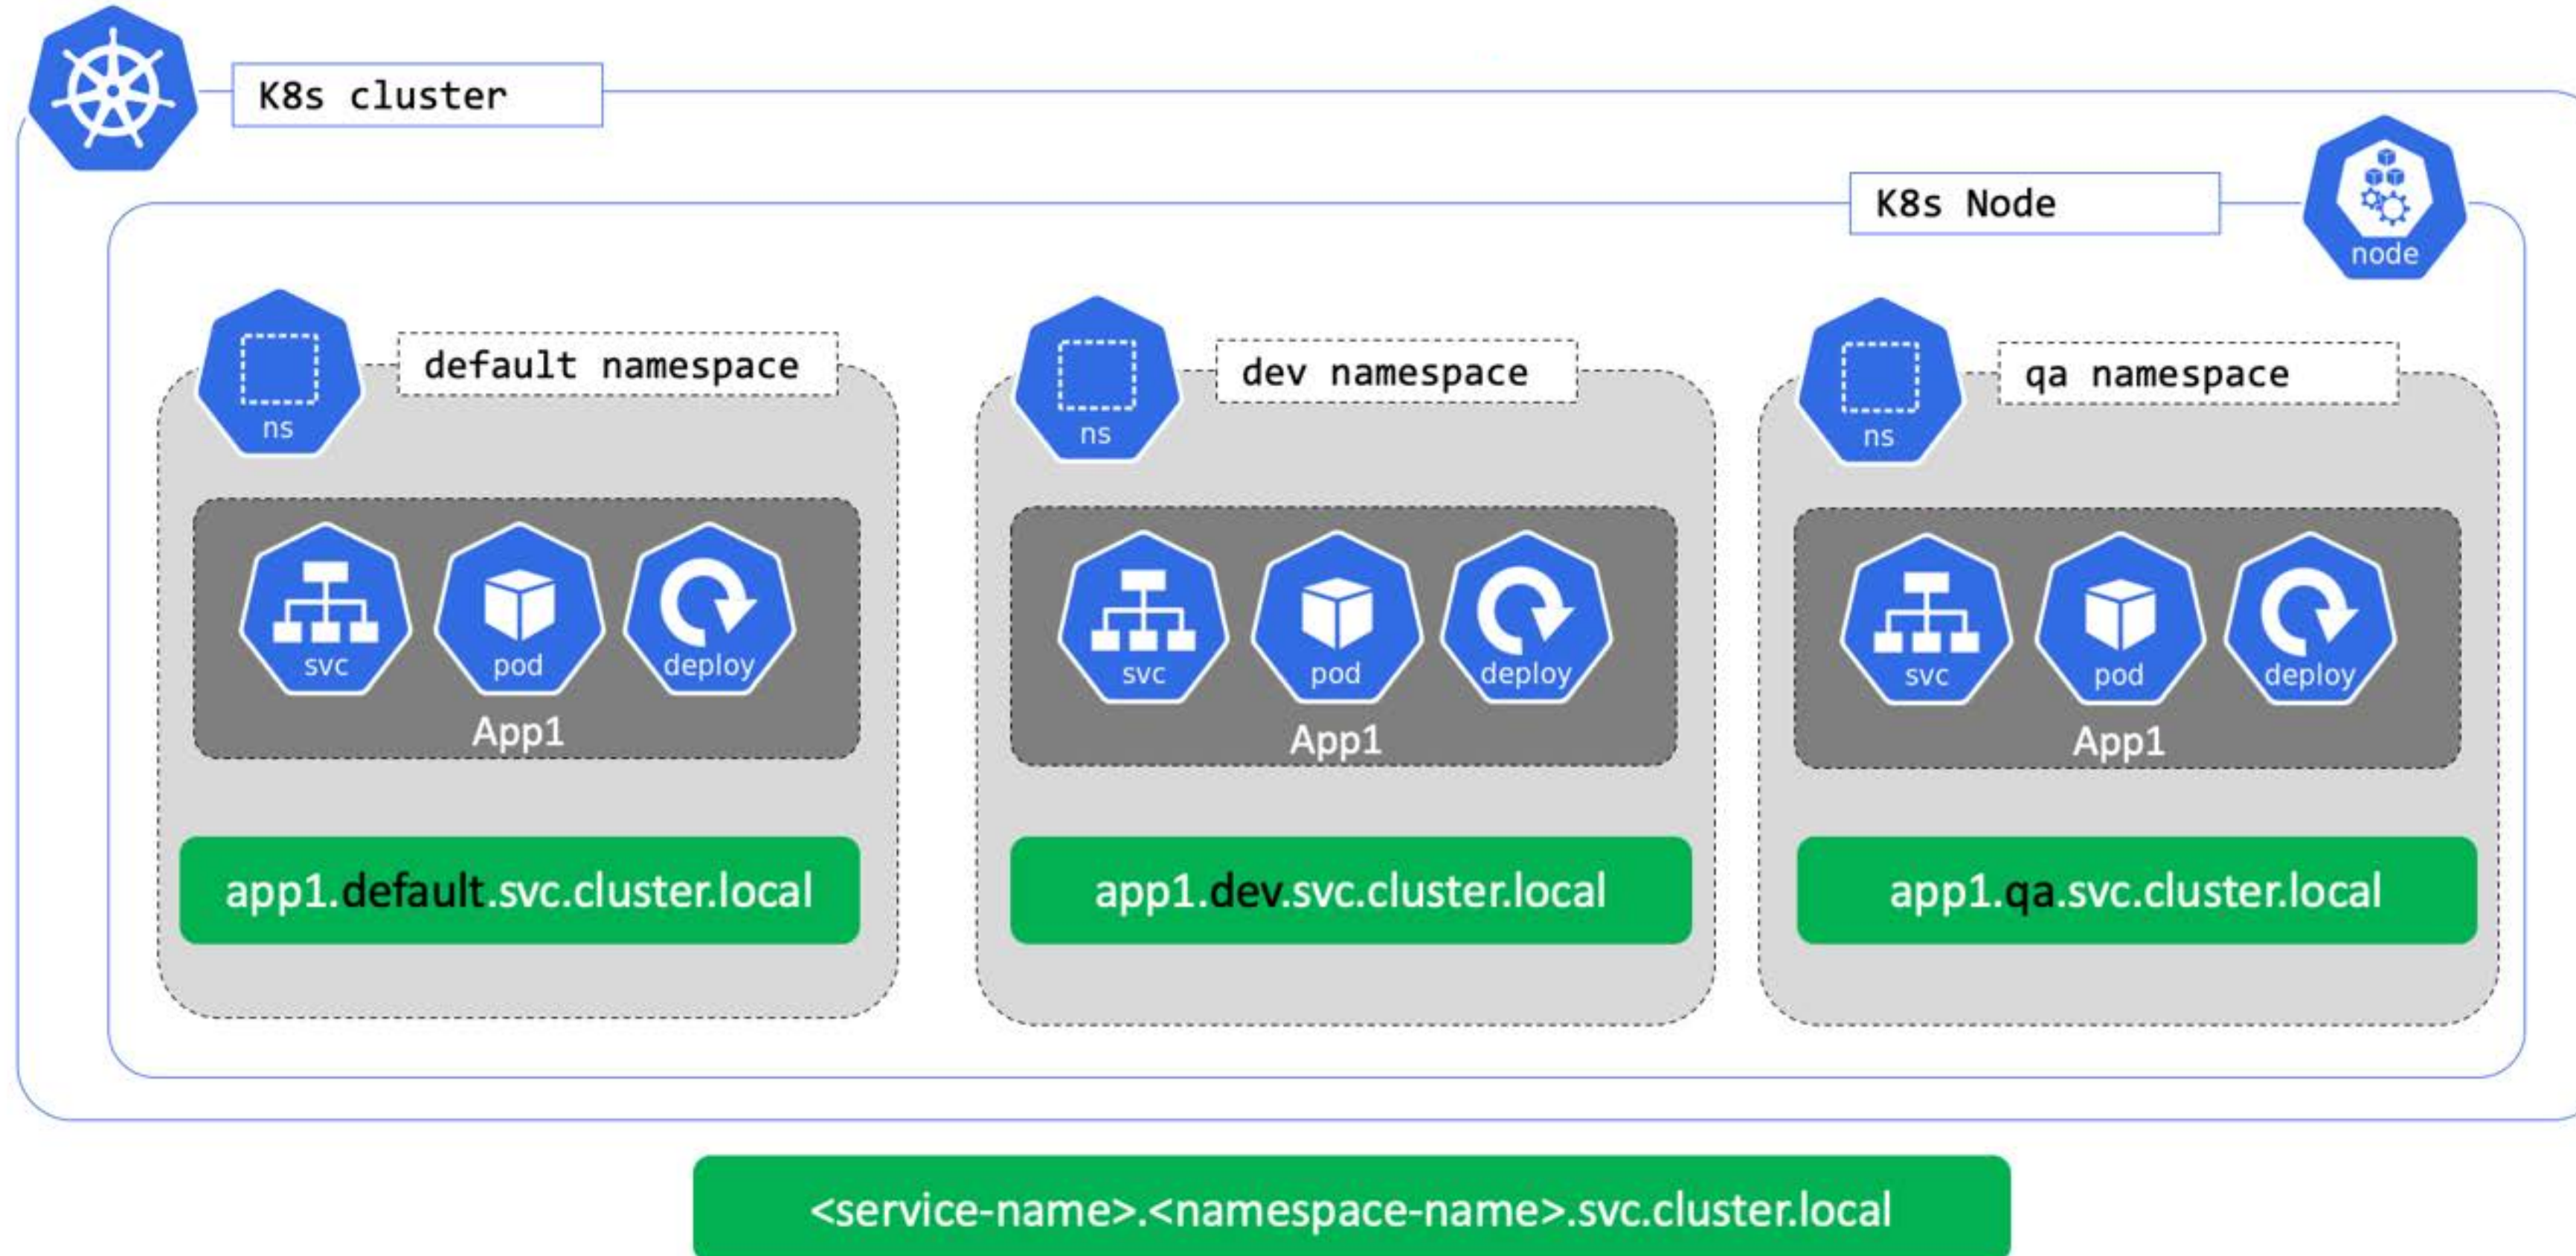 K8s cluster
K8s Node
node
default namespace
dev namespace
qa namespace
ns
ns
ns
svc
pod
deploy
App1
svc
pod
deploy
App1
svc
pod
deploy
App1
app1.default.svc.cluster.local
app1.dev.svc.cluster.local
app1.qa.svc.cluster.local
<service-name>.<namespace-name>.svc.cluster.local